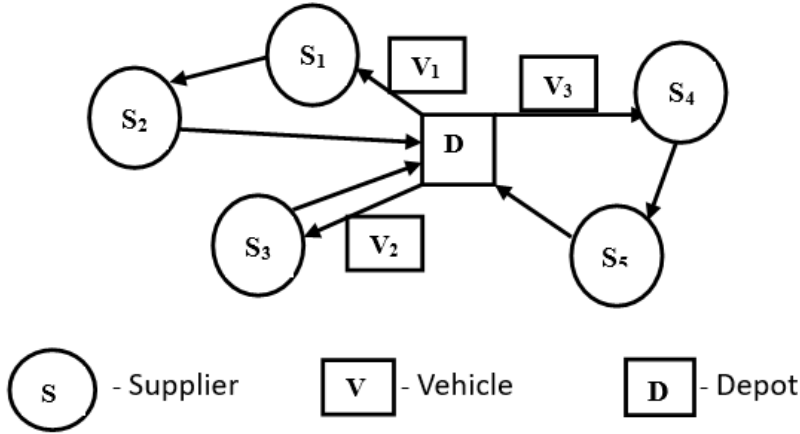 S₁
V₁
V₃
S₄
S₂
D
S₃
V₂
S₅
S - Supplier
V - Vehicle
D - Depot